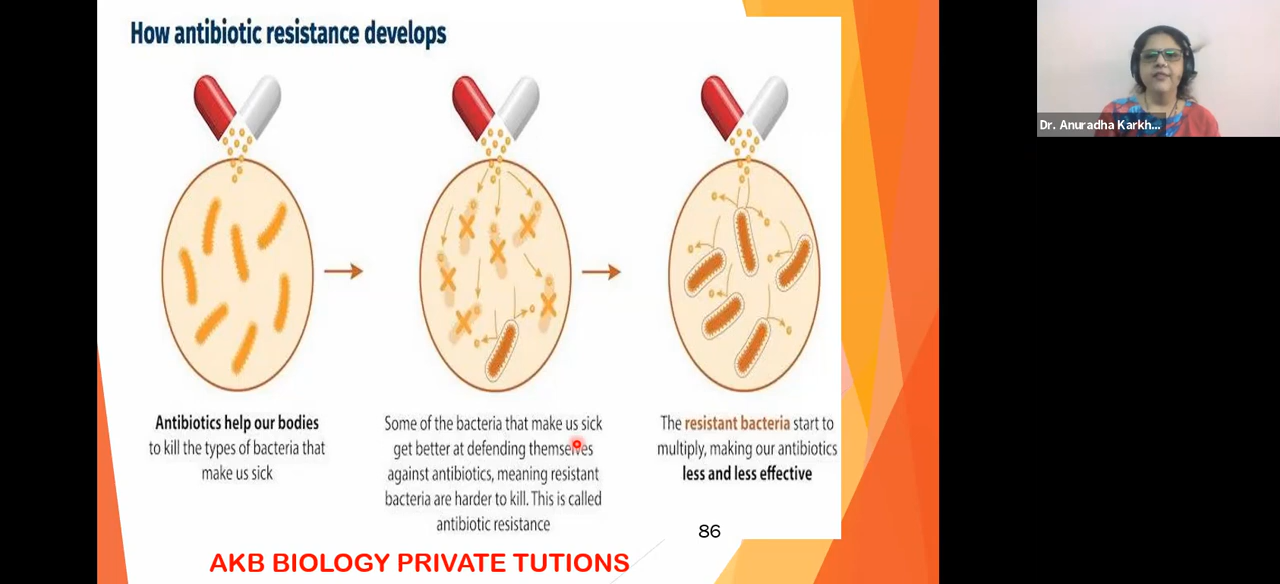 How antibiotic resistance develops
Dr. Anuradha Karkh...
Antibiotics help our bodies
to kill the types of bacteria that
make us sick
Some of the bacteria that make us sick
get better at defending themselves
against antibiotics, meaning resistant
bacteria are harder to kill. This is called
antibiotic resistance
The resistant bacteria start to
multiply, making our antibiotics
less and less effective
86
AKB BIOLOGY PRIVATE TUTIONS